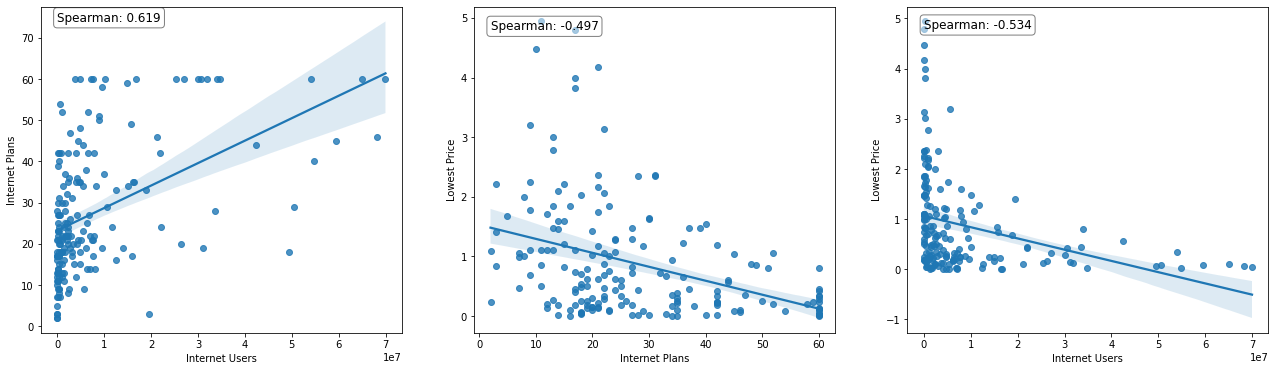 Spearman: 0.619
70
60
50
40
30
20
10
0
Internet Plans
0 1 2 3 4 5 6 7
1e7
Internet Users
Spearman: -0.497
5
4
3
2
1
0
Lowest Price
0 10 20 30 40 50 60
Internet Plans
Spearman: -0.534
5
4
3
2
1
0
−1
Lowest Price
0 1 2 3 4 5 6 7
1e7
Internet Users